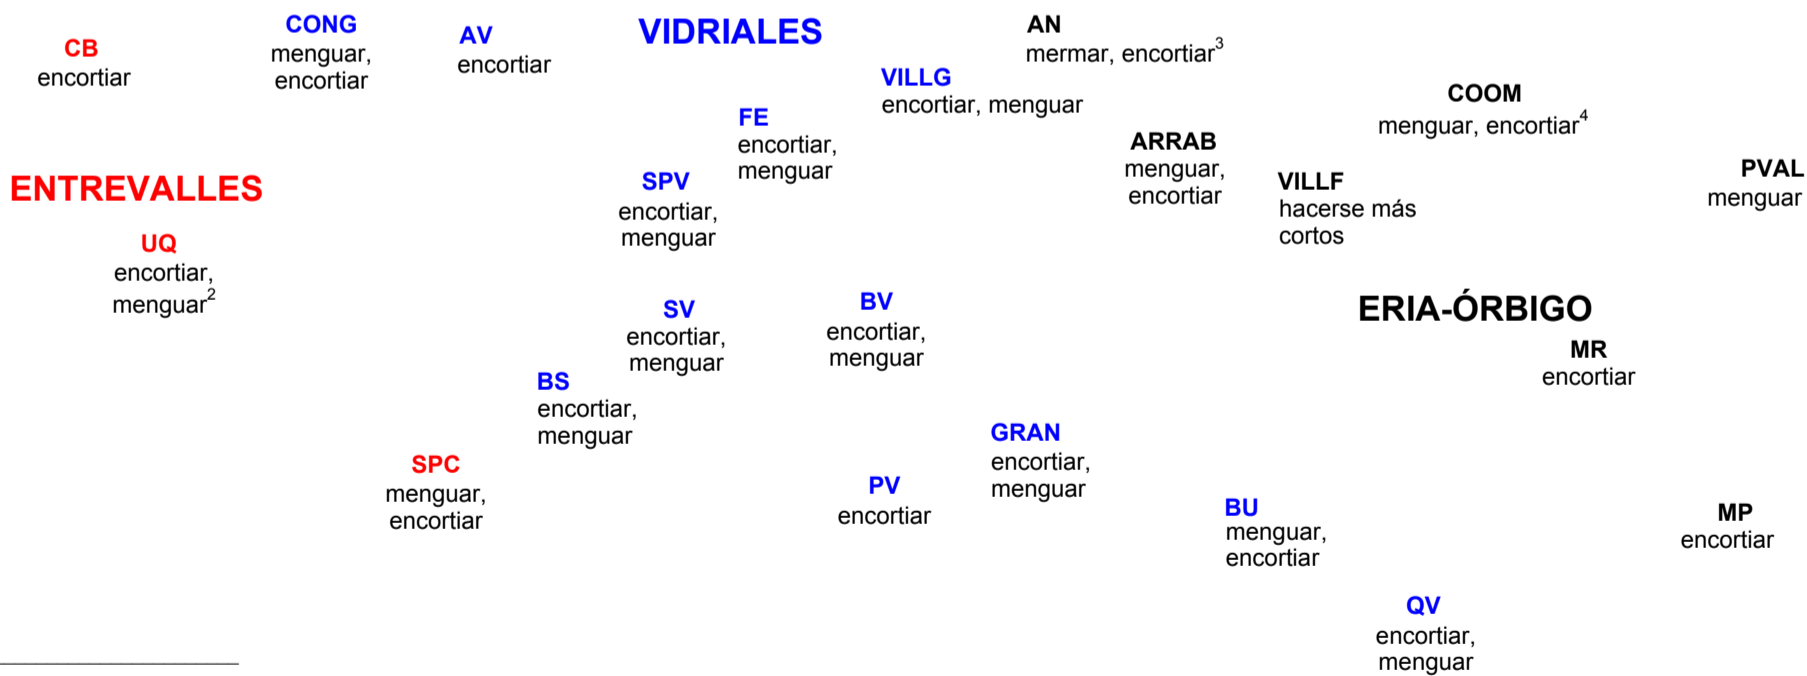 CB
encortiar
CONG
menguar,
encortiar
AV
encortiar
VIDRIALES
AN
mermar, encortiar³
VILLG
encortiar, menguar
FE
encortiar,
menguar
COOM
menguar, encortiar⁴
ARRAB
menguar,
encortiar
PVAL
menguar
ENTREVALLES
SPV
encortiar,
menguar
VILLF
hacerse más
cortos
UQ
encortiar,
menguar²
SV
encortiar,
menguar
BV
encortiar,
menguar
ERIA-ÓRBIGO
MR
encortiar
BS
encortiar,
menguar
GRAN
encortiar,
menguar
SPC
menguar,
encortiar
PV
encortiar
BU
menguar,
encortiar
MP
encortiar
QV
encortiar,
menguar